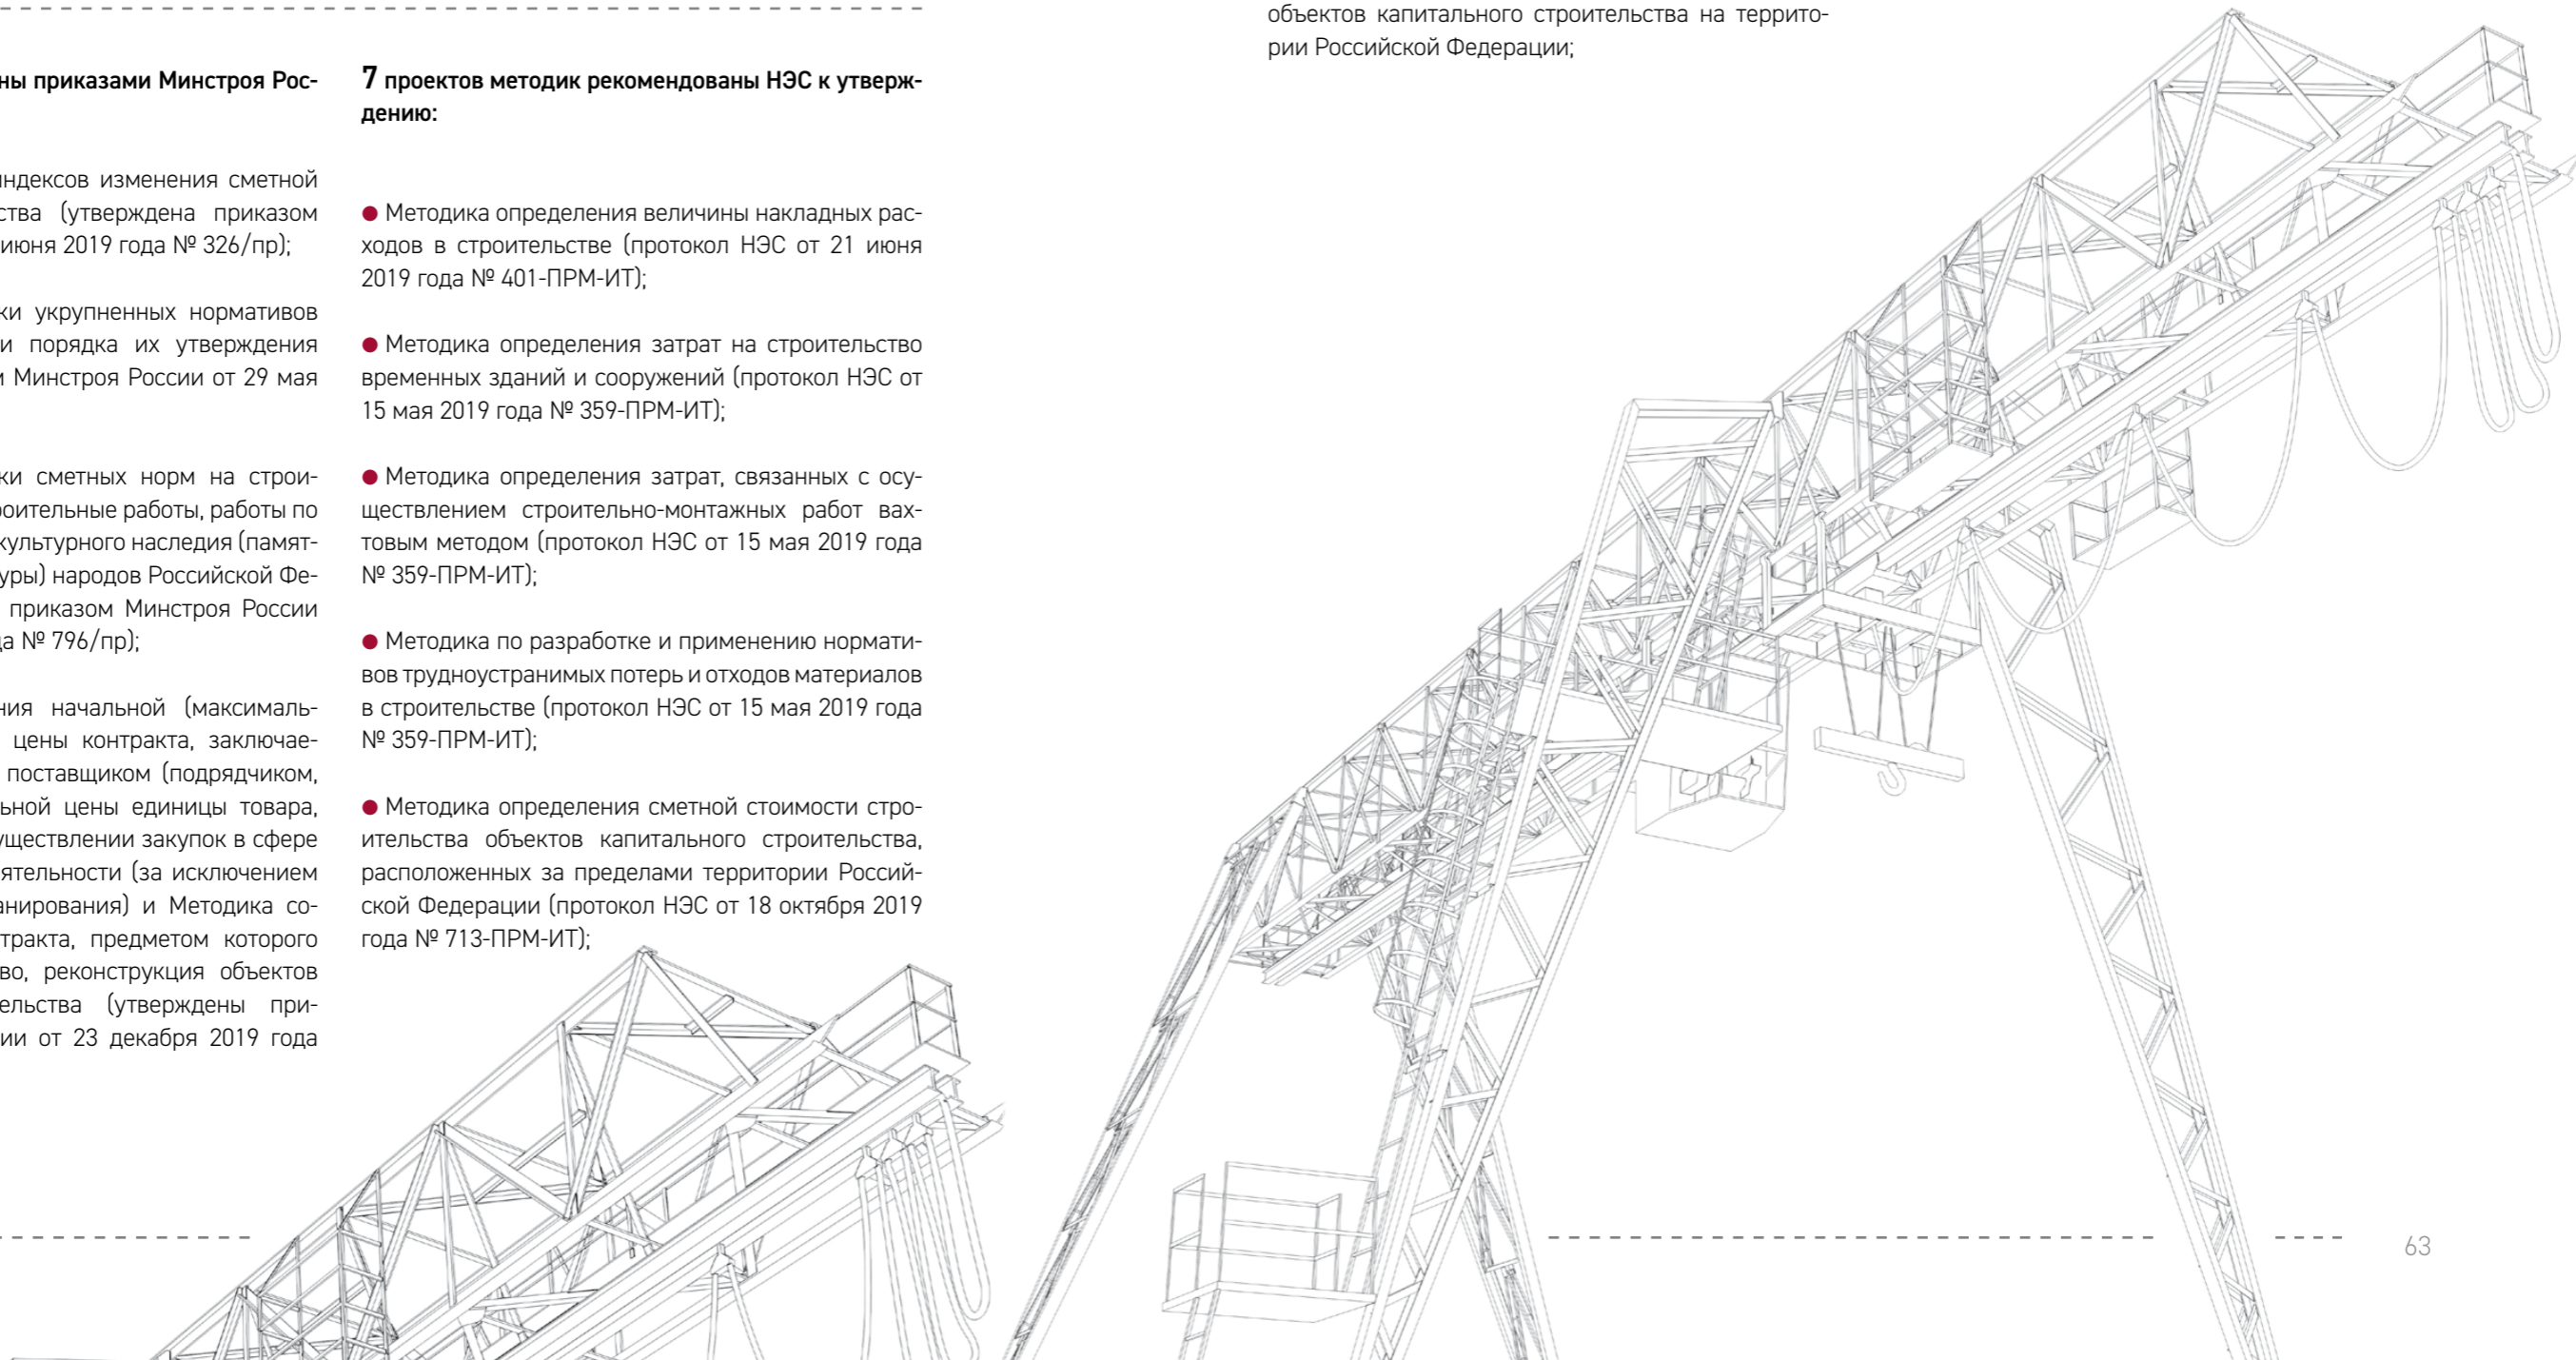 ны приказами Минстроя Рос-
индексов изменения сметной
ства (утверждена приказом
июня 2019 года № 326/пр);
ки укрупненных нормативов
и порядка их утверждения
Минстроя России от 29 мая
ки сметных норм на строи-
роительные работы, работы по
культурного наследия (памят-
уры) народов Российской Фе-
приказом Минстроя России
да № 796/пр);
ния начальной (максималь-
цены контракта, заключае-
поставщиком (подрядчиком,
льной цены единицы товара,
уществлении закупок в сфере
ятельности (за исключением
анирования) и Методика со-
тракта, предметом которого
во, реконструкция объектов
ельства (утверждены при-
ии от 23 декабря 2019 года
7 проектов методик рекомендованы НЭС к утверж-
дению:
● Методика определения величины накладных рас-
ходов в строительстве (протокол НЭС от 21 июня
2019 года № 401-ПРМ-ИТ);
● Методика определения затрат на строительство
временных зданий и сооружений (протокол НЭС от
15 мая 2019 года № 359-ПРМ-ИТ);
● Методика определения затрат, связанных с осу-
ществлением строительно-монтажных работ вах-
товым методом (протокол НЭС от 15 мая 2019 года
№ 359-ПРМ-ИТ);
● Методика по разработке и применению нормати-
вов трудноустранимых потерь и отходов материалов
в строительстве (протокол НЭС от 15 мая 2019 года
№ 359-ПРМ-ИТ);
● Методика определения сметной стоимости стро-
ительства объектов капитального строительства,
расположенных за пределами территории Россий-
ской Федерации (протокол НЭС от 18 октября 2019
года № 713-ПРМ-ИТ);
объектов капитального строительства на террито-
рии Российской Федерации;
63